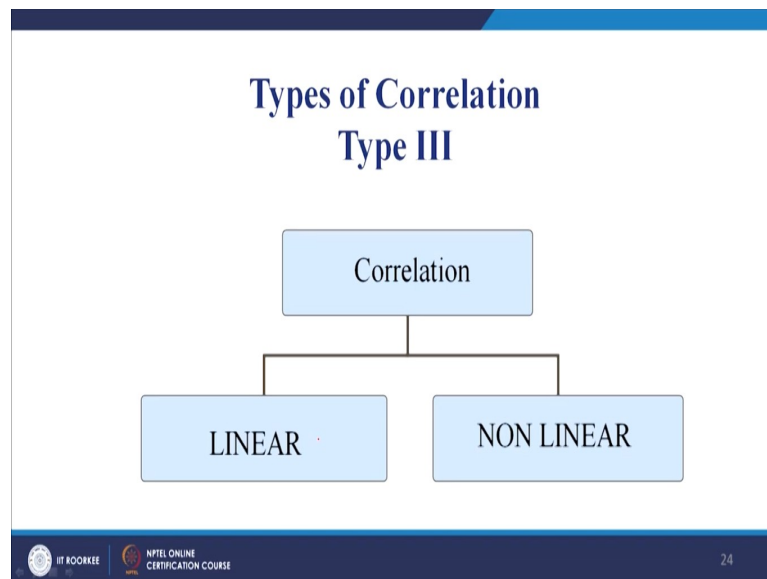 Types of Correlation
Type III
Correlation
LINEAR
NON LINEAR
IIT ROORKEE
NPTEL ONLINE
CERTIFICATION COURSE
24